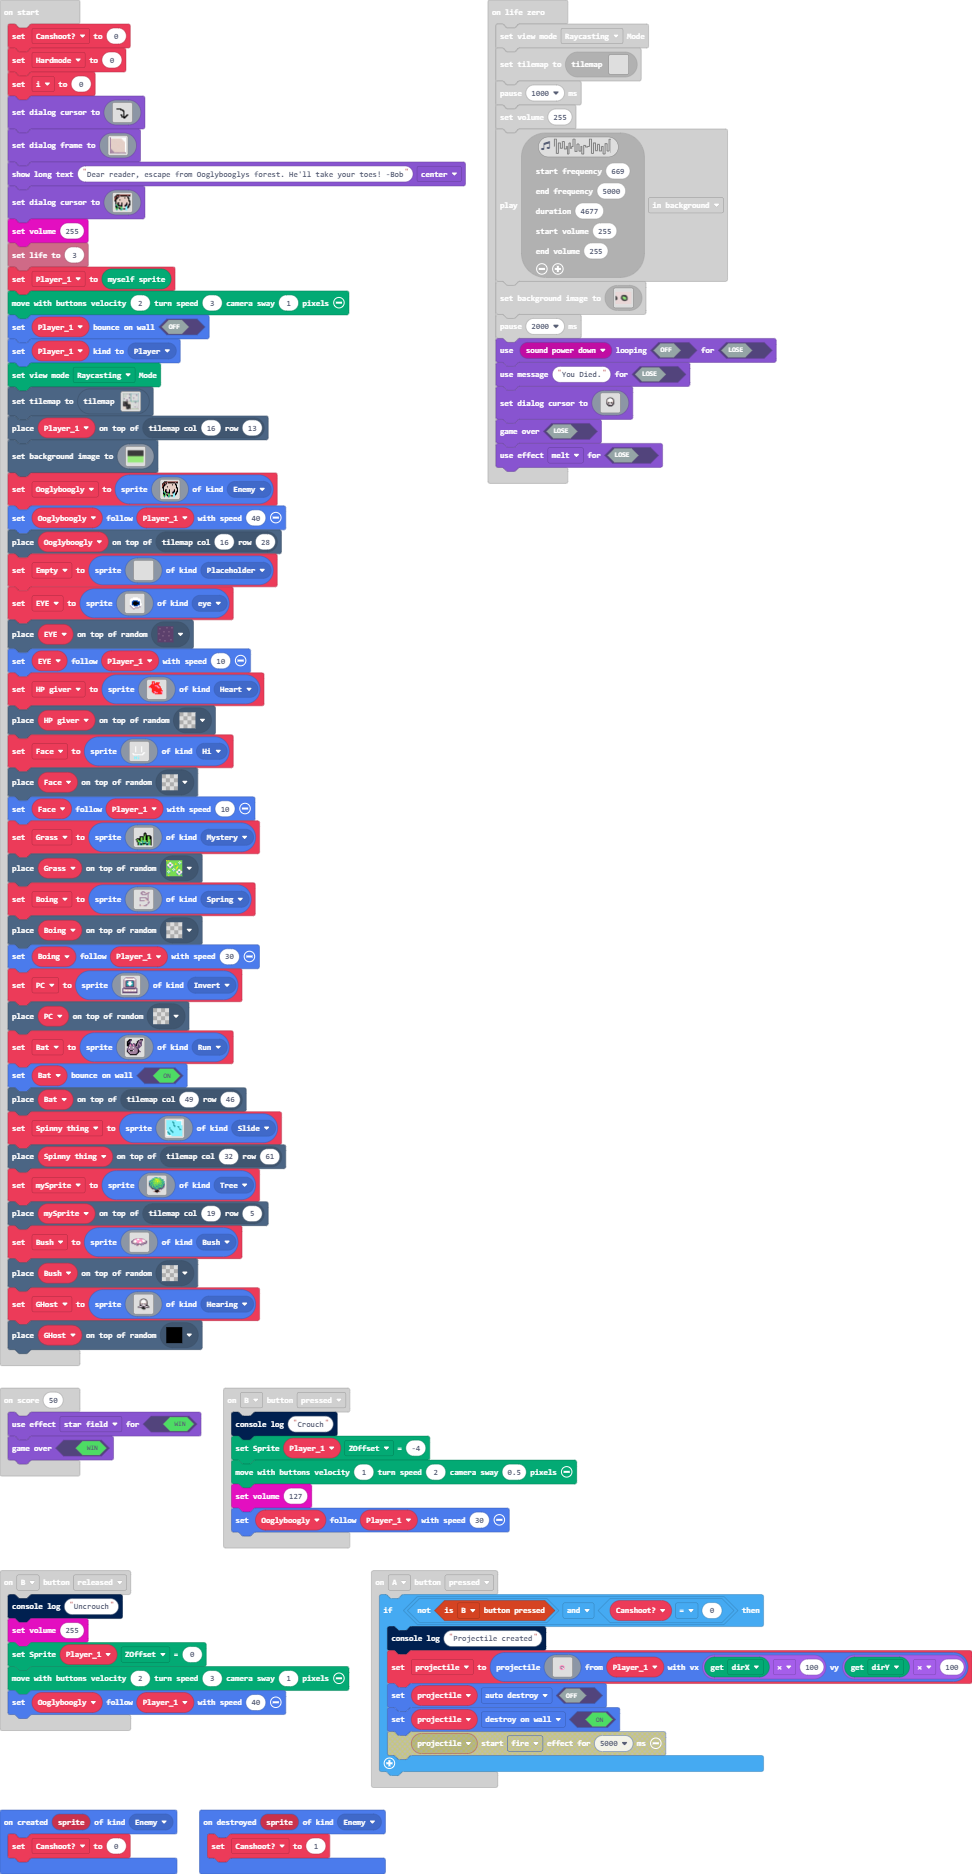 on start
set Canshoot? to 0
set Hardmode to 0
set i to 0
set dialog cursor to
set dialog frame to
show long text "Dear reader, escape from Ooglybooglys forest. He'll take your toes! -Bob" center
set dialog cursor to
set volume 255
set life to 3
set Player_1 to myself sprite
move with buttons velocity 2 turn speed 3 camera sway 1 pixels
set Player_1 bounce on wall OFF
set Player_1 kind to Player
set view mode Raycasting Mode
set tilemap to tilemap
place Player_1 on top of tilemap col 16 row 13
set background image to
set Ooglyboogly to sprite of kind Enemy
set Ooglyboogly follow Player_1 with speed 40
place Ooglyboogly on top of tilemap col 16 row 28
set Empty to sprite of kind Placeholder
set EYE to sprite of kind eye
place EYE on top of random
set EYE follow Player_1 with speed 10
set HP giver to sprite of kind Heart
place HP giver on top of random
set Face to sprite of kind Hi
place Face on top of random
set Face follow Player_1 with speed 10
set Grass to sprite of kind Mystery
place Grass on top of random
set Boing to sprite of kind Spring
place Boing on top of random
set Boing follow Player_1 with speed 30
set PC to sprite of kind Invert
place PC on top of random
set Bat to sprite of kind Run
set Bat bounce on wall ON
place Bat on top of tilemap col 49 row 46
set Spinny thing to sprite of kind Slide
place Spinny thing on top of tilemap col 32 row 61
set mySprite to sprite of kind Tree
place mySprite on top of tilemap col 19 row 5
set Bush to sprite of kind Bush
place Bush on top of random
set GHost to sprite of kind Hearing
place GHost on top of random
on life zero
set view mode Raycasting Mode
set tilemap to tilemap
pause 1000 ms
set volume 255
start frequency 669
end frequency 5000
play duration 4677 in background
start volume 255
end volume 255
set background image to
pause 2000 ms
use sound power down looping OFF for LOSE
use message "You Died." for LOSE
set dialog cursor to
game over LOSE
use effect melt for LOSE
on score 50
use effect star field for WIN
game over WIN
on B button pressed
console log "Crouch"
set Sprite Player_1 ZOffset = -4
move with buttons velocity 1 turn speed 2 camera sway 0.5 pixels
set volume 127
set Ooglyboogly follow Player_1 with speed 30
on B button released
console log "Uncrouch"
set volume 255
set Sprite Player_1 ZOffset = 0
move with buttons velocity 2 turn speed 3 camera sway 1 pixels
set Ooglyboogly follow Player_1 with speed 40
on A button pressed
if not is B button pressed and Canshoot? = 0 then
console log "Projectile created"
set projectile to projectile from Player_1 with vx get dirX × 100 vy get dirY × 100
set projectile auto destroy OFF
set projectile destroy on wall ON
projectile start fire effect for 5000 ms
on created sprite of kind Enemy
set Canshoot? to 0
on destroyed sprite of kind Enemy
set Canshoot? to 1